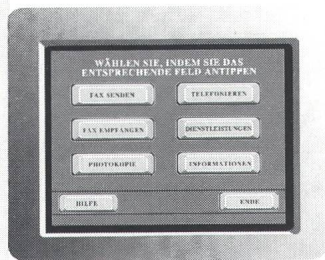 WÄHLEN SIE, INDEM SIE DAS
ENTSPRECHENDE FELD ANTIPPEN
FAX SENDEN
TELEFONIEREN
FAX EMPFANGEN
DIENSTLEISTUNGEN
PHOTOKOPIE
INFORMATIONEN
HILFE
ENDE